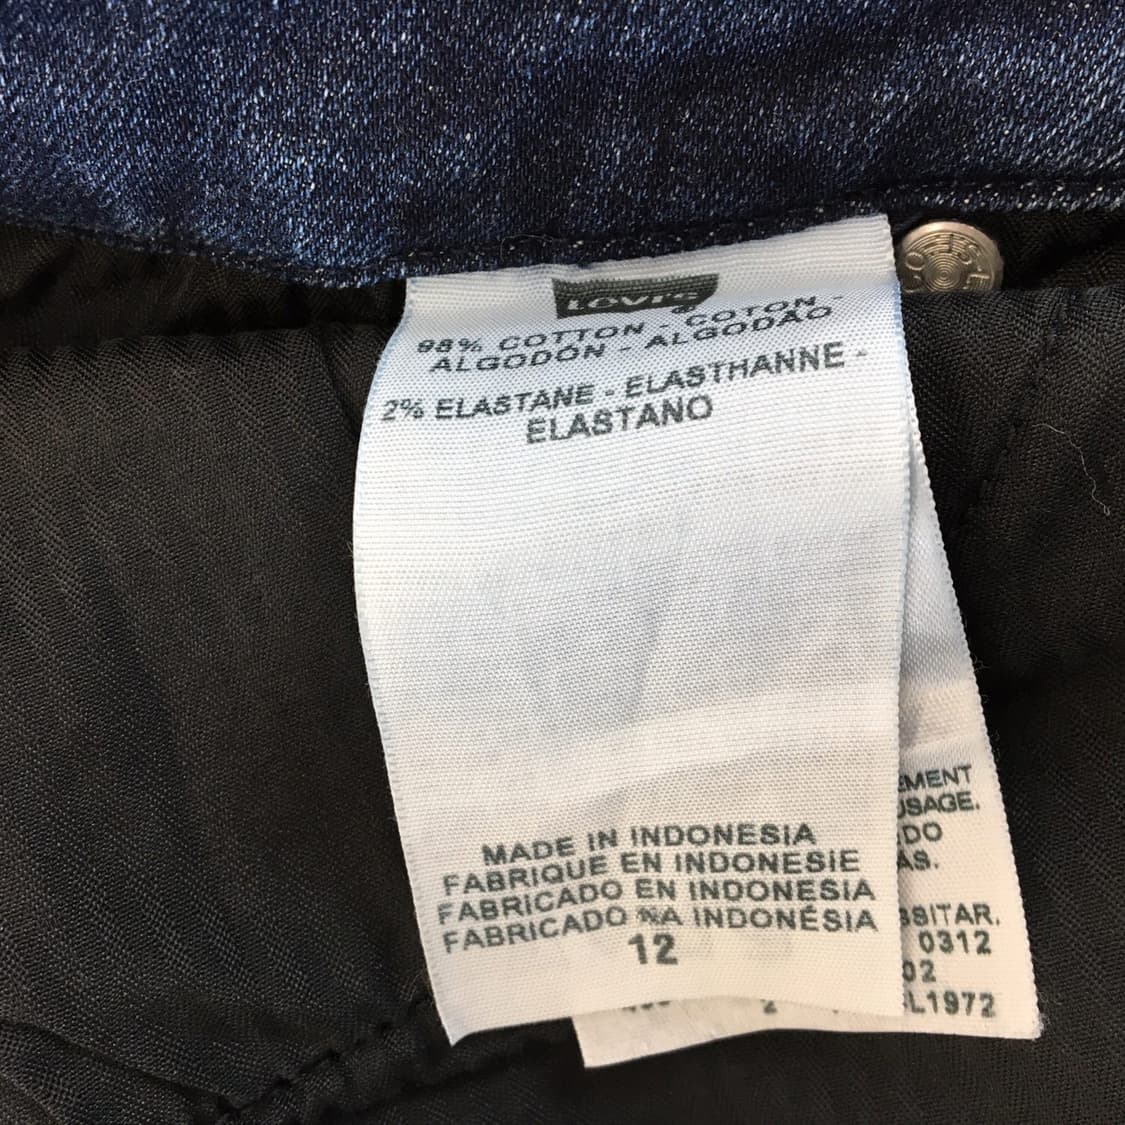 Levi's
98% COTTON - COTON -
ALGODÓN - ALGODÃO
2% ELASTANE - ELASTHANNE -
ELASTANO
MADE IN INDONESIA
FABRIQUE EN INDONESIE
FABRICADO EN INDONESIA
FABRICADO NA INDONÉSIA
12
EMENT
USAGE.
DO
AS.
SITAR.
0312
02
L1972